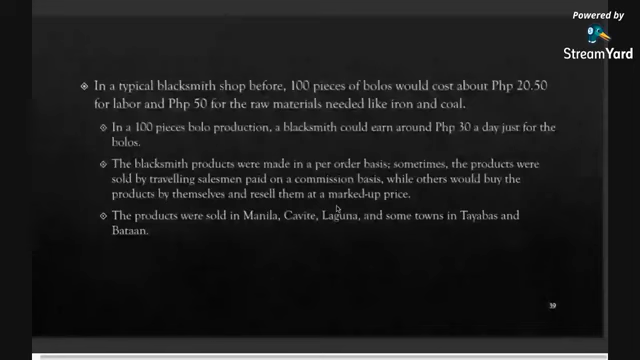 Powered by
StreamYard
In a typical blacksmith shop before, 100 pieces of bolos would cost about Php 20.50
for labor and Php 50 for the raw materials needed like iron and coal.
In a 100 pieces bolo production, a blacksmith could earn around Php 30 a day just for the
bolos.
The blacksmith products were made in a per order basis; sometimes, the products were
sold by travelling salesmen paid on a commission basis, while others would buy the
products by themselves and resell them at a marked-up price.
The products were sold in Manila, Cavite, Laguna, and some towns in Tayabas and
Bataan.
39